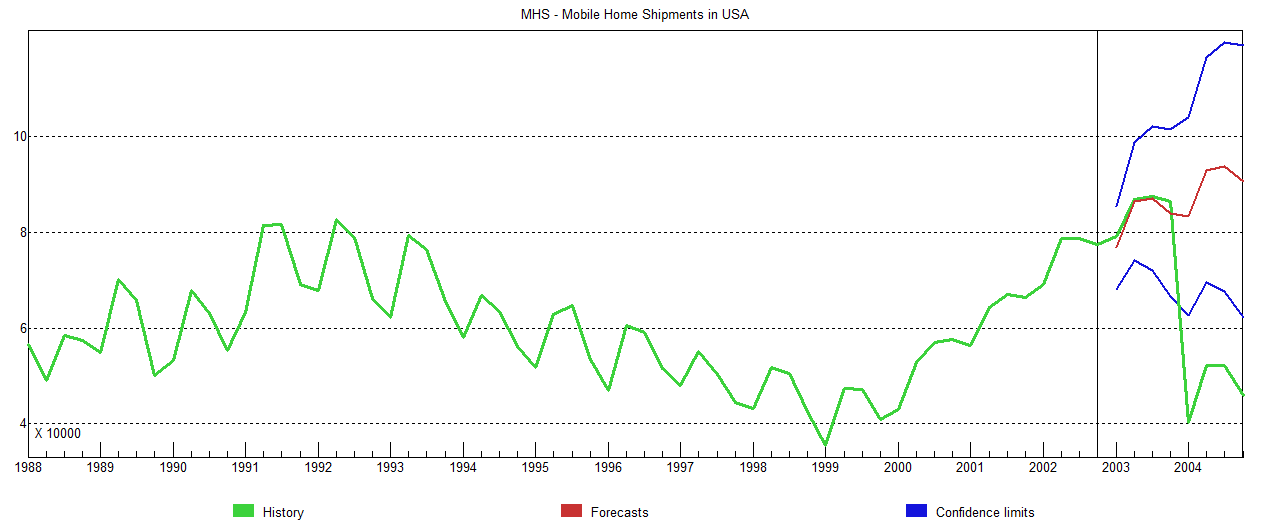 MHS - Mobile Home Shipments in USA
10
8
6
4
X 10000
1988 1989 1990 1991 1992 1993 1994 1995 1996 1997 1998 1999 2000 2001 2002 2003 2004
History Forecasts Confidence limits